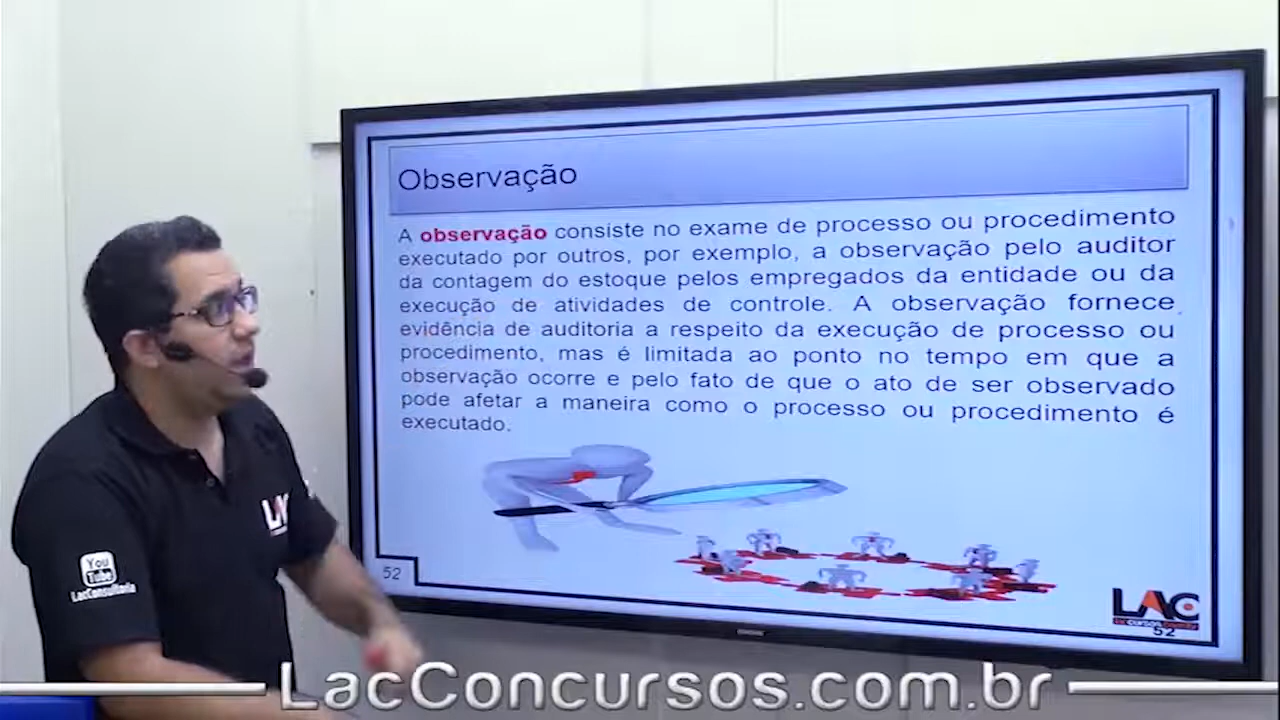 Observação
A observação consiste no exame de processo ou procedimento
executado por outros, por exemplo, a observação pelo auditor
da contagem do estoque pelos empregados da entidade ou da
execução de atividades de controle. A observação fornece
evidência de auditoria a respeito da execução de processo ou
procedimento, mas é limitada ao ponto no tempo em que a
observação ocorre e pelo fato de que o ato de ser observado
pode afetar a maneira como o processo ou procedimento é
executado.
52
LAC
52
LAC
You
Tube
LacConsultoria
LacConcursos.com.br